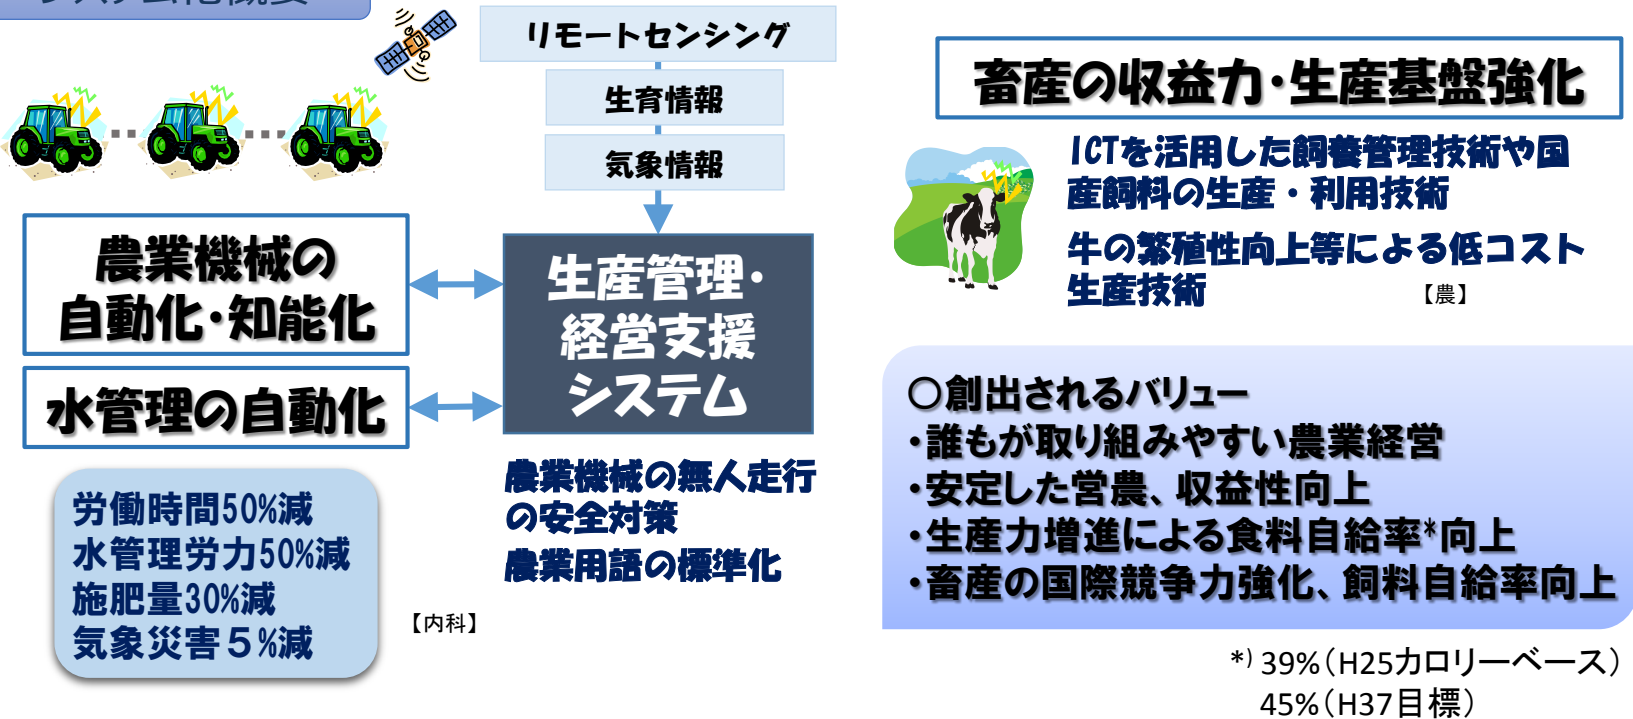 システム化概要
リモートセンシング
生育情報
気象情報
農業機械の
自動化・知能化
水管理の自動化
生産管理・
経営支援
システム
労働時間50%減
水管理労力50%減
施肥量30%減
気象災害５%減
農業機械の無人走行
の安全対策
農業用語の標準化
【内科】
畜産の収益力・生産基盤強化
ICTを活用した飼養管理技術や国
産飼料の生産・利用技術
牛の繁殖性向上等による低コスト
生産技術
【農】
○創出されるバリュー
・誰もが取り組みやすい農業経営
・安定した営農、収益性向上
・生産力増進による食料自給率*向上
・畜産の国際競争力強化、飼料自給率向上
*) 39%（H25カロリーベース）
45%（H37目標）